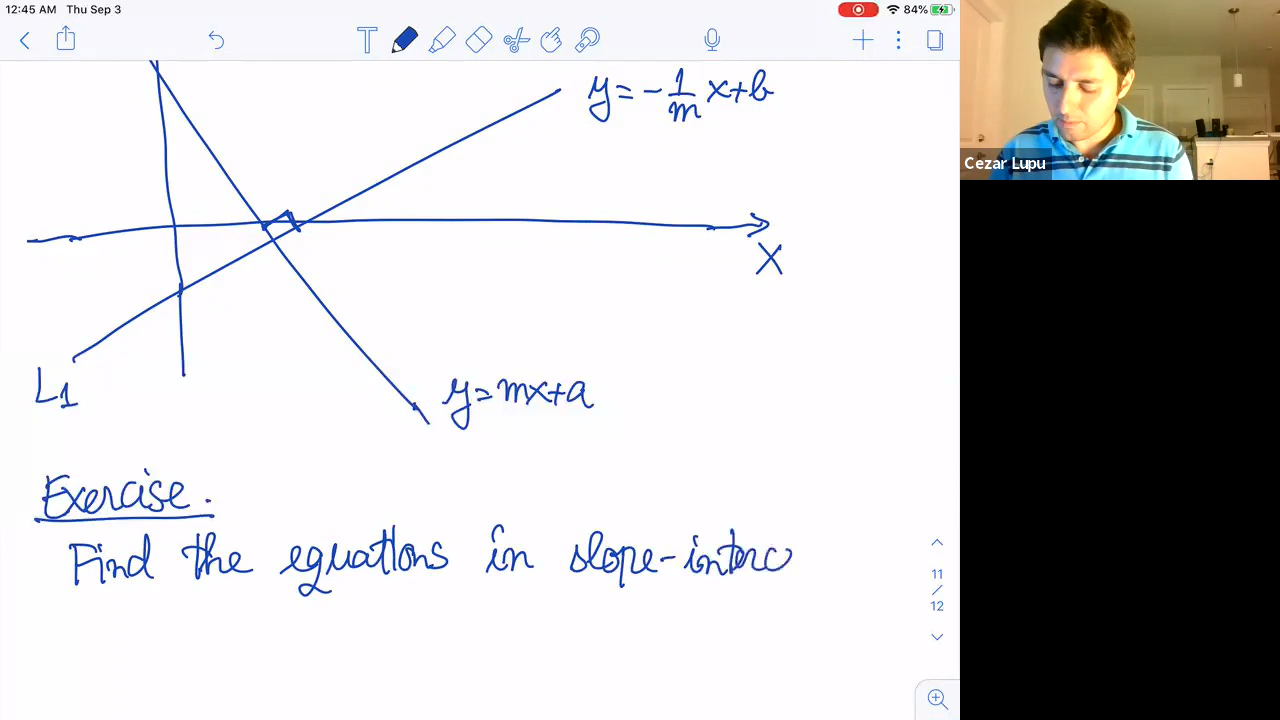 12:45 AM Thu Sep 3
84%
T
y = -1/m x+b
X
L1
y=mx+a
Exercise.
Find the equations in slope-interc
11
/
12
Cezar Lupu